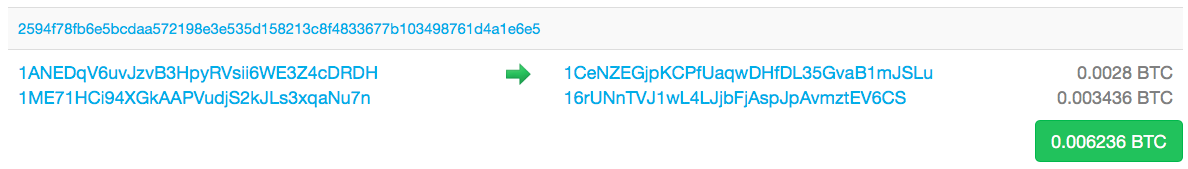 2594f78fb6e5bcdaa572198e3e535d158213c8f4833677b103498761d4a1e6e5
1ANEDqV6uvJzvB3HpyRVsii6WE3Z4cDRDH 1CeNZEGjpKCPfUaqwDHfDL35GvaB1mJSLu 0.0028 BTC
1ME71HCi94XGkAAPVudjS2kJLs3xqaNu7n 16rUNnTVJ1wL4LJjbFjAspJpAvmztEV6CS 0.003436 BTC
0.006236 BTC